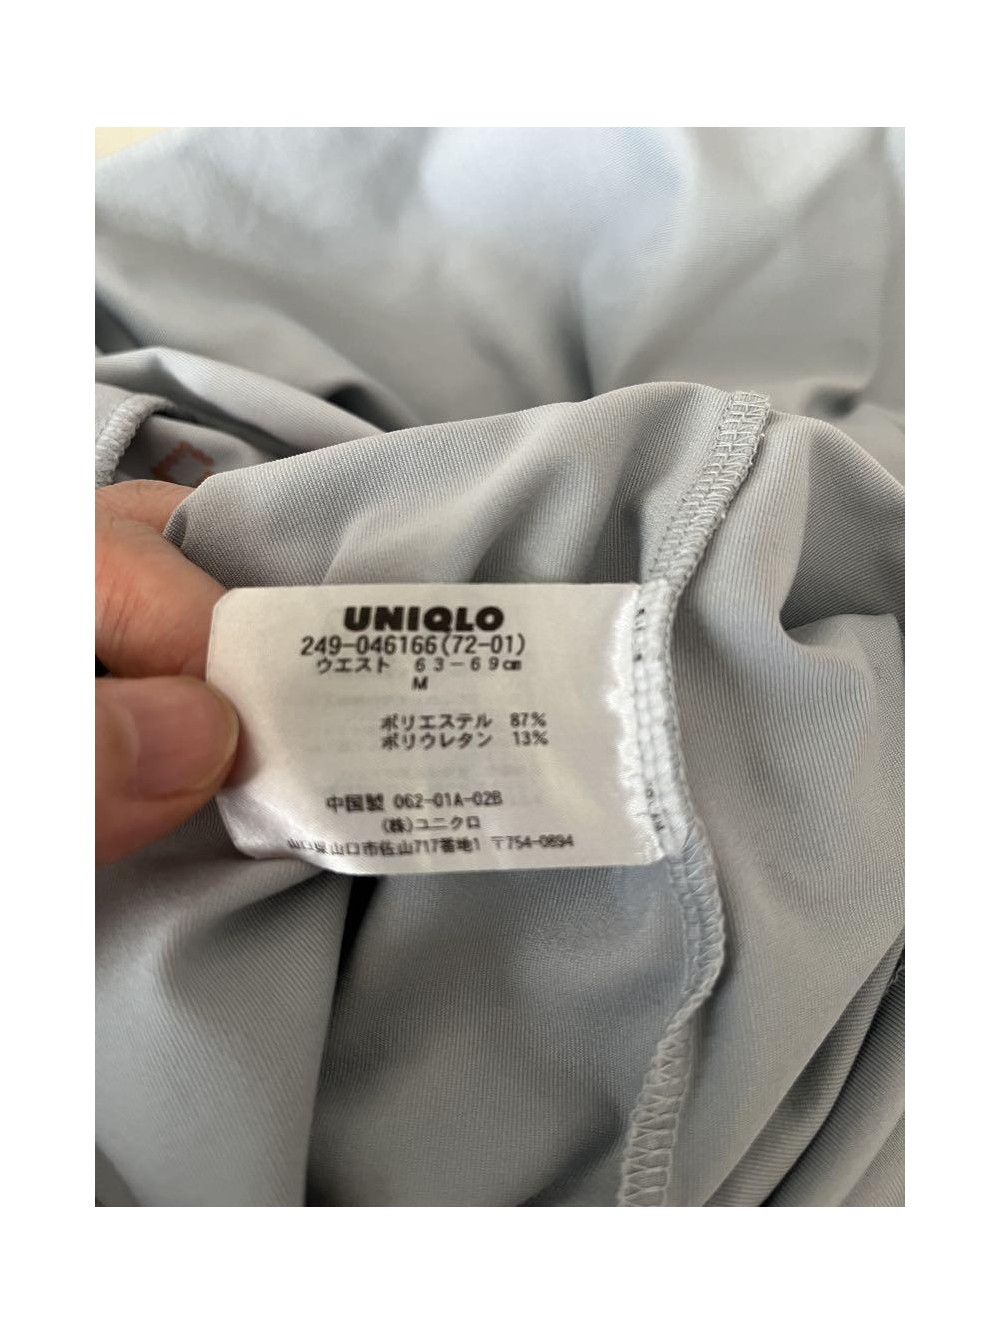 UNIQLO
249-046166(72-01)
ウエスト 63-69㎝
M
ポリエステル 87%
ポリウレタン 13%
中国製 062-01A-02B
(株)ユニクロ
山口県山口市佐山717番地1 〒754-0894